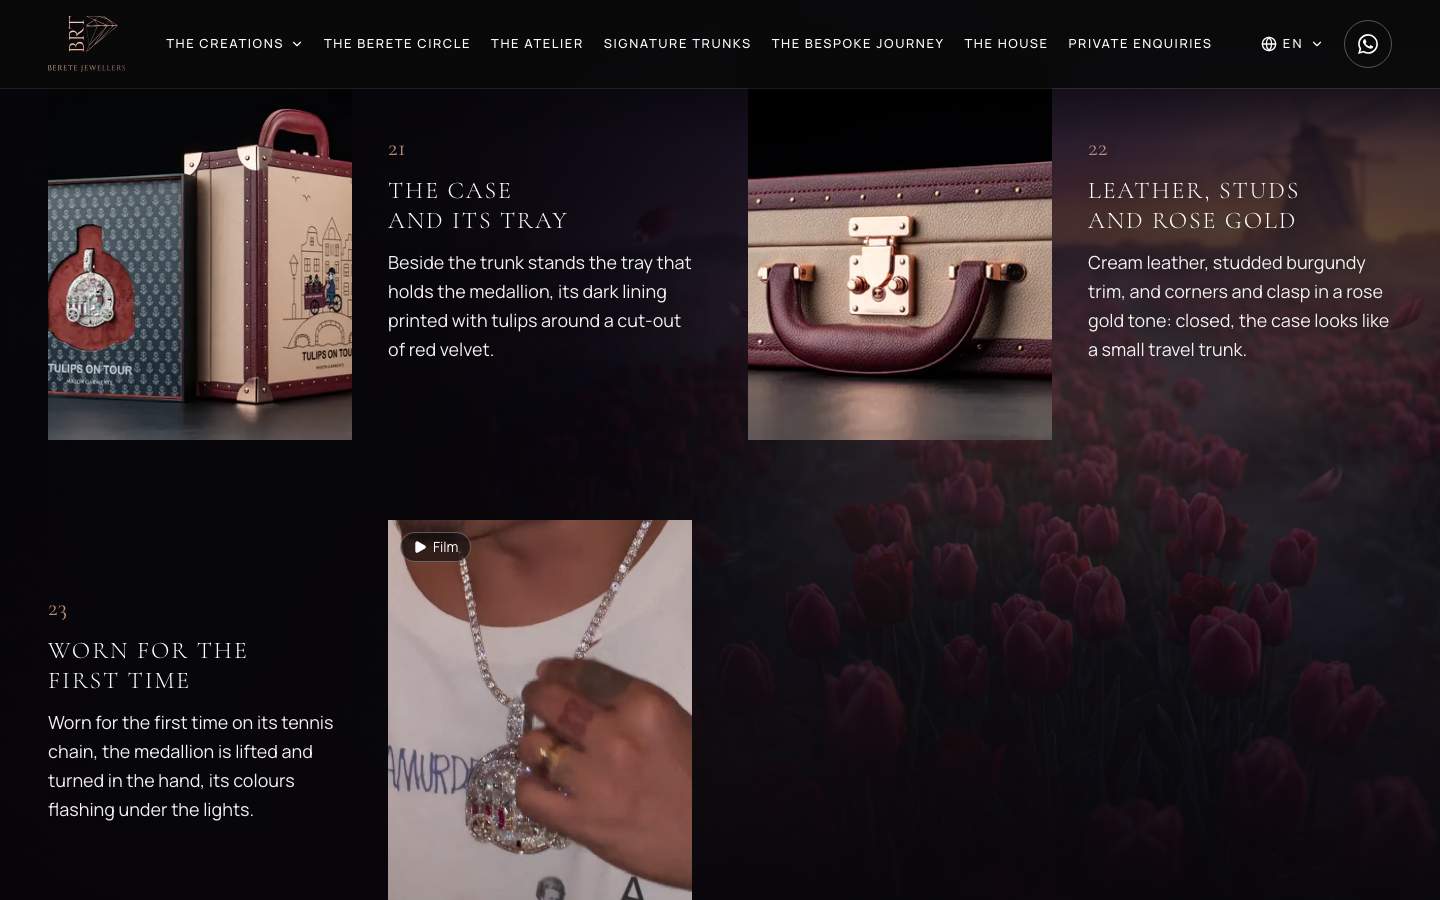 BRT
BERETE JEWELLERS
THE CREATIONS
THE BERETE CIRCLE
THE ATELIER
SIGNATURE TRUNKS
THE BESPOKE JOURNEY
THE HOUSE
PRIVATE ENQUIRIES
EN
TULIPS ON TOUR
TULIPS ON TOU
21
THE CASE
AND ITS TRAY
Beside the trunk stands the tray that
holds the medallion, its dark lining
printed with tulips around a cut-out
of red velvet.
22
LEATHER, STUDS
AND ROSE GOLD
Cream leather, studded burgundy
trim, and corners and clasp in a rose
gold tone: closed, the case looks like
a small travel trunk.
23
WORN FOR THE
FIRST TIME
Worn for the first time on its tennis
chain, the medallion is lifted and
turned in the hand, its colours
flashing under the lights.
Film
AMURD
A